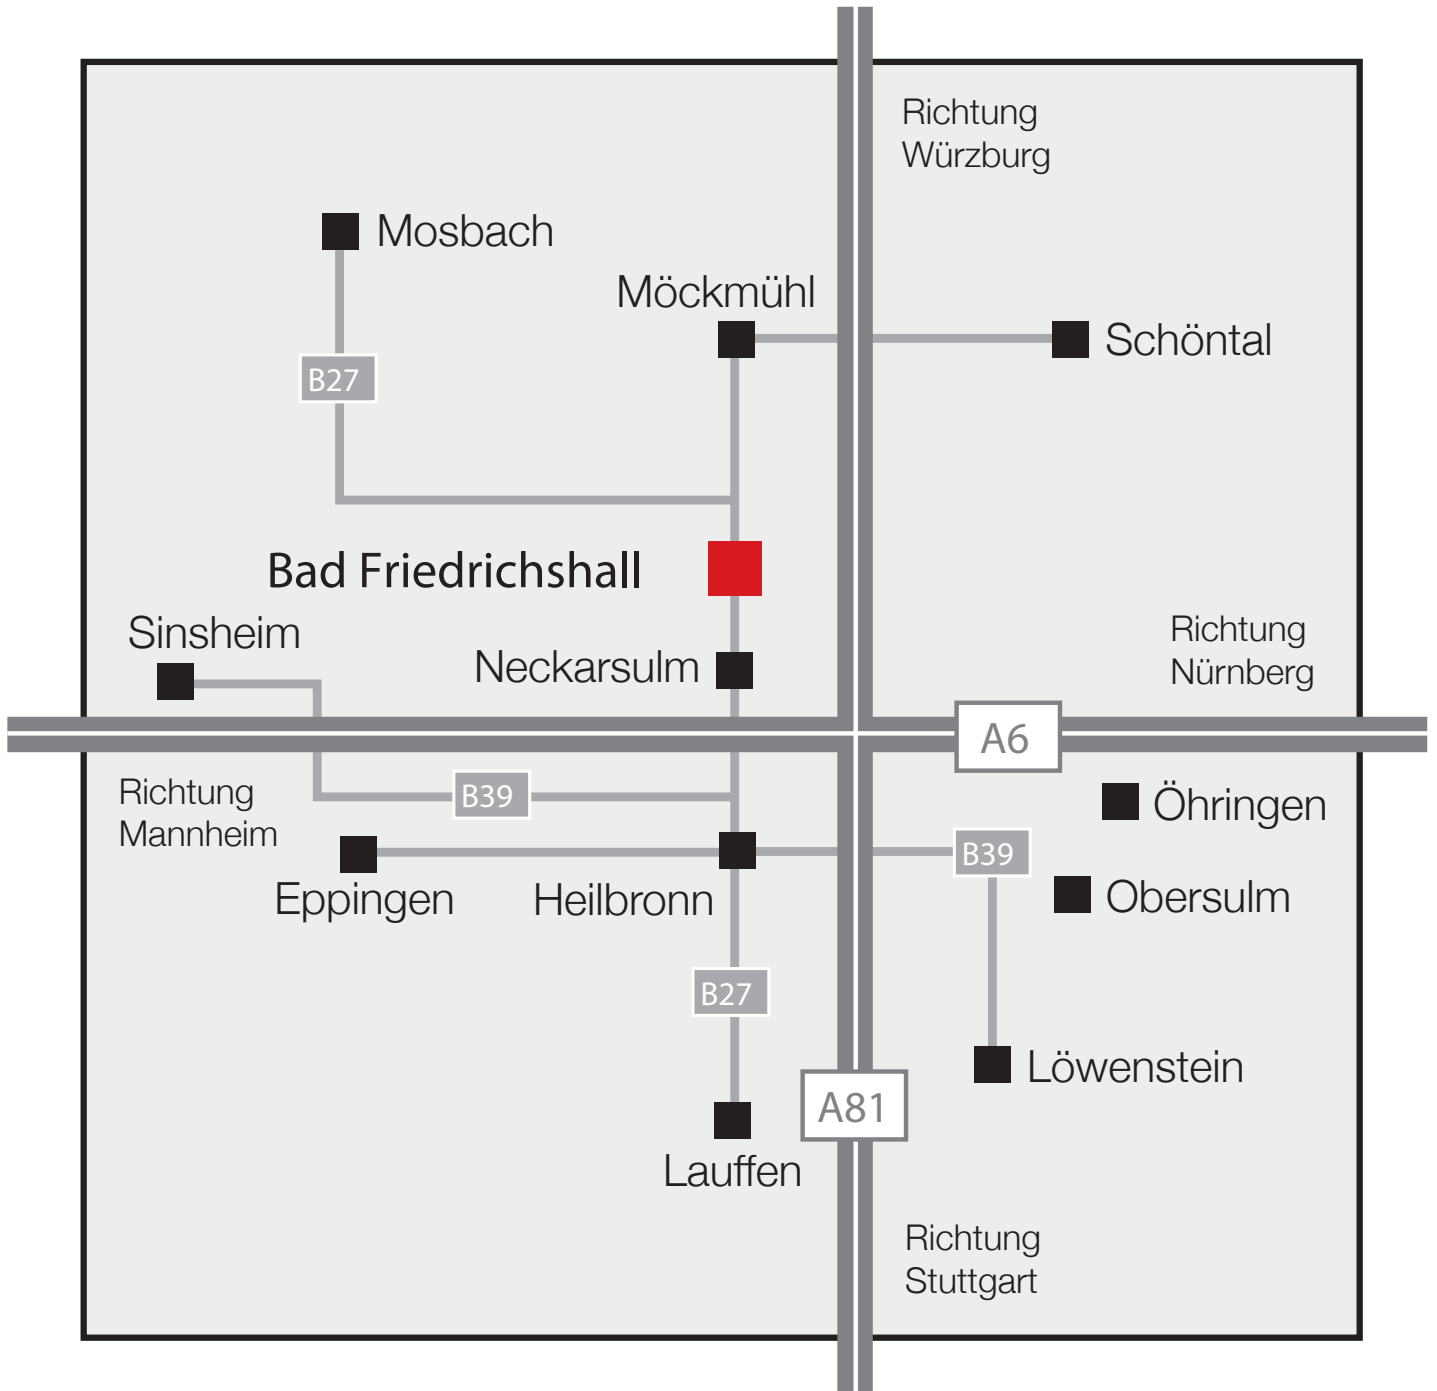 Richtung
Würzburg
Mosbach
Möckmühl
Schöntal
B27
Bad Friedrichshall
Sinsheim
Neckarsulm
Richtung
Nürnberg
A6
Richtung
Mannheim
B39
Öhringen
B39
Eppingen
Heilbronn
Obersulm
B27
Löwenstein
A81
Lauffen
Richtung
Stuttgart